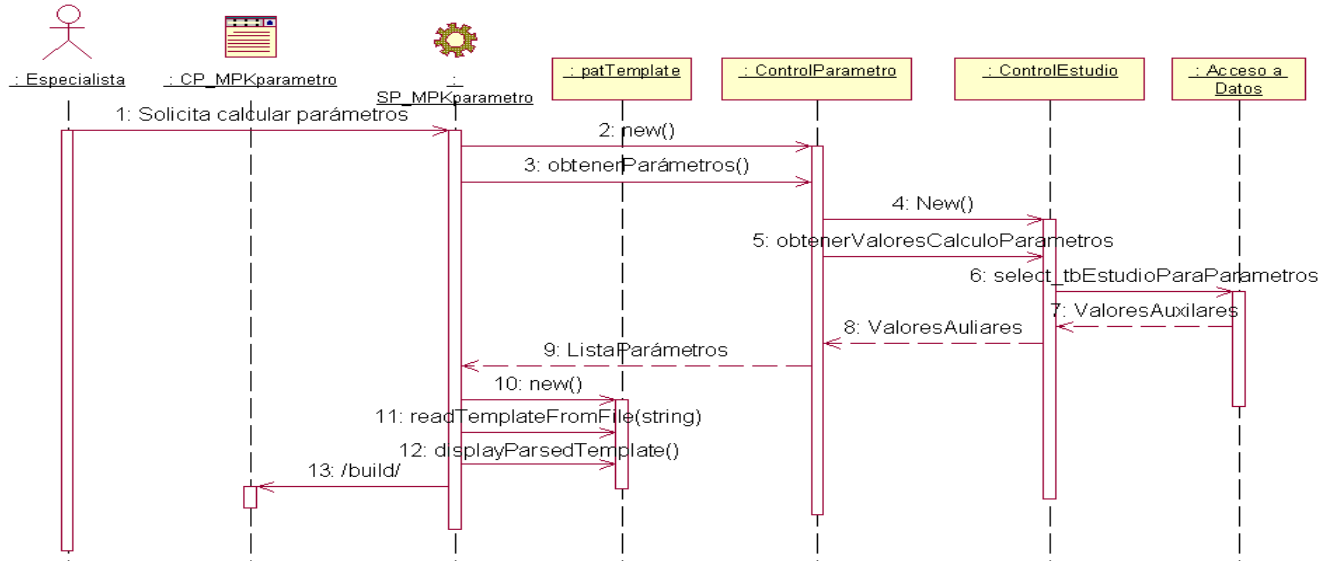 : Especialista
: CP_MPKparametro
:
SP_MPKparametro
: patTemplate
: ControlParametro
: ControlEstudio
: Acceso a
Datos
1: Solicita calcular parámetros
2: new()
3: obtenerParámetros()
4: New()
5: obtenerValoresCalculoParametros
6: select_tbEstudioParaParametros
7: ValoresAuxilares
8: ValoresAuliares
9: ListaParámetros
10: new()
11: readTemplateFromFile(string)
12: displayParsedTemplate()
13: /build/